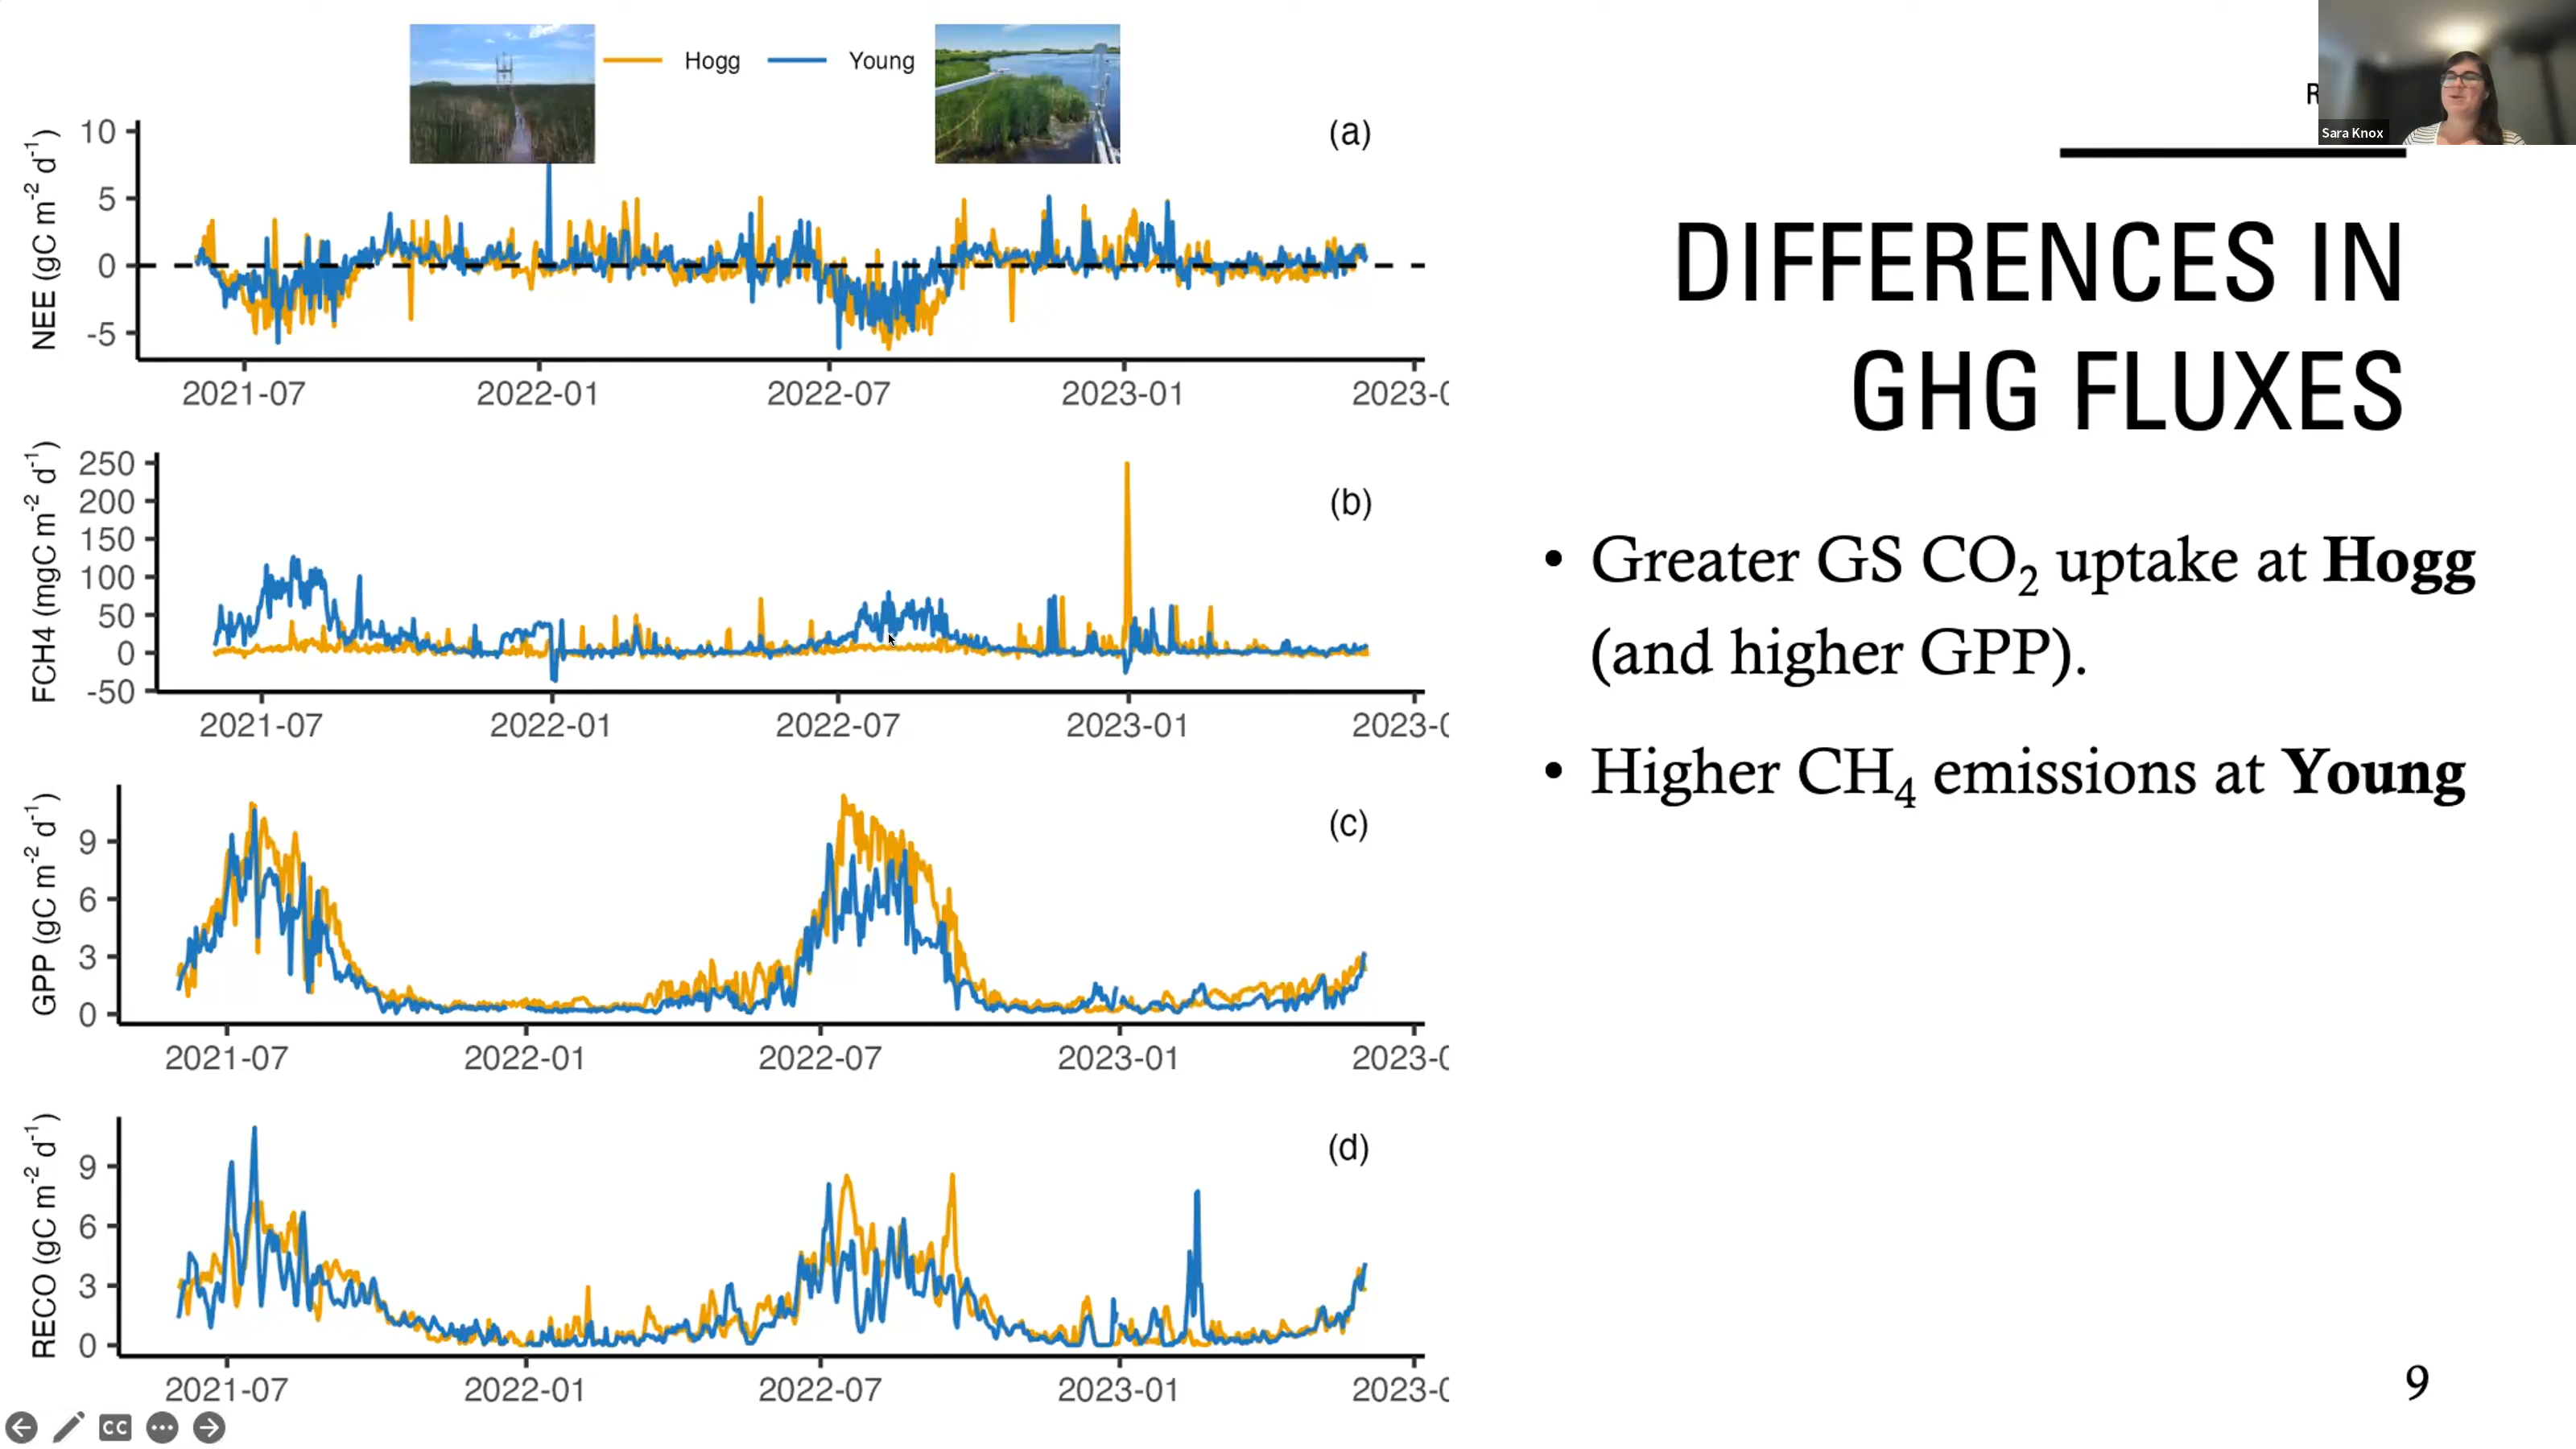 Hogg
Young
R
Sara Knox
DIFFERENCES IN
GHG FLUXES
• Greater GS CO₂ uptake at Hogg
(and higher GPP).
• Higher CH₄ emissions at Young
(a)
NEE (gC m⁻² d⁻¹)
10
5
0
-5
2021-07 2022-01 2022-07 2023-01 2023-0
(b)
FCH4 (mgC m⁻² d⁻¹)
250
200
150
100
50
0
-50
2021-07 2022-01 2022-07 2023-01 2023-0
(c)
GPP (gC m⁻² d⁻¹)
9
6
3
0
2021-07 2022-01 2022-07 2023-01 2023-0
(d)
RECO (gC m⁻² d⁻¹)
9
6
3
0
2021-07 2022-01 2022-07 2023-01 2023-0
9
CC